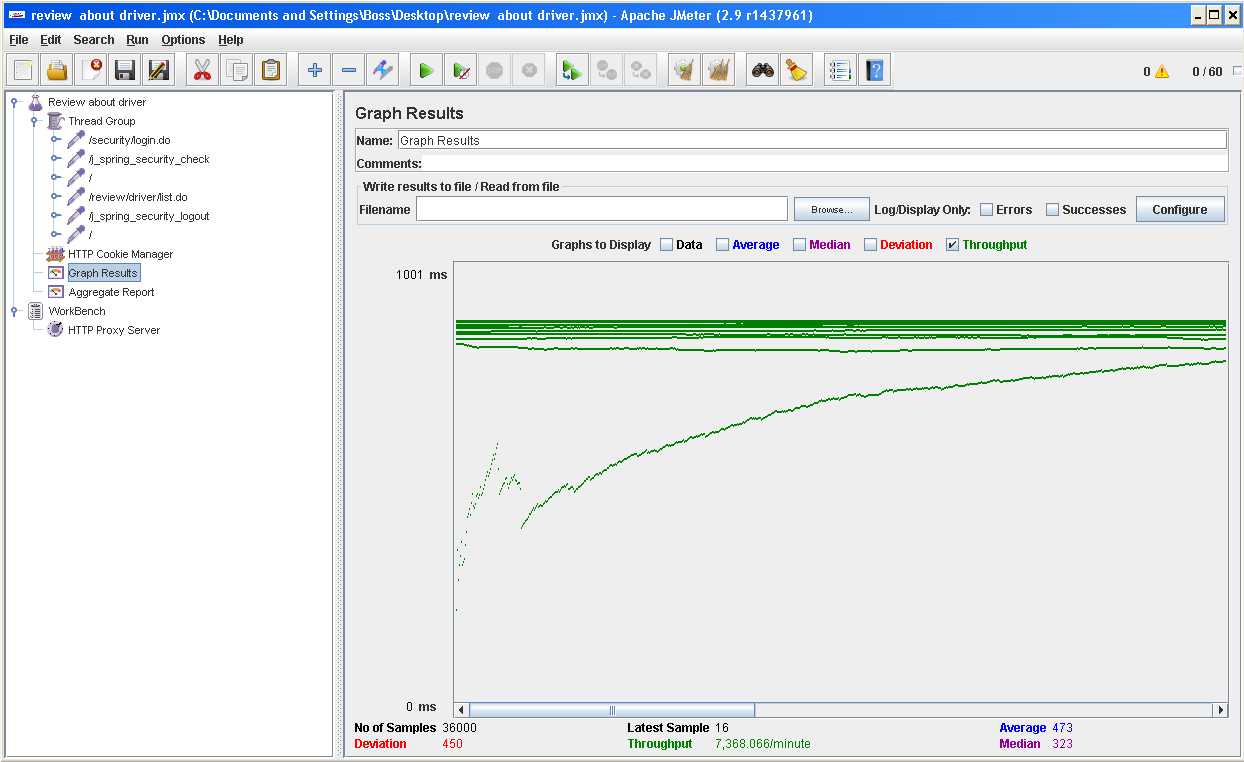 review about driver.jmx (C:\Documents and Settings\Boss\Desktop\review about driver.jmx) - Apache JMeter (2.9 r1437961)
File Edit Search Run Options Help
0 0 / 60
Review about driver
Thread Group
/security/login.do
/j_spring_security_check
/
/review/driver/list.do
/j_spring_security_logout
/
HTTP Cookie Manager
Graph Results
Aggregate Report
WorkBench
HTTP Proxy Server
Graph Results
Name: Graph Results
Comments:
Write results to file / Read from file
Filename Browse... Log/Display Only: Errors Successes Configure
Graphs to Display Data Average Median Deviation Throughput
1001 ms
0 ms
No of Samples 36000 Latest Sample 16 Average 473
Deviation 450 Throughput 7,368.066/minute Median 323